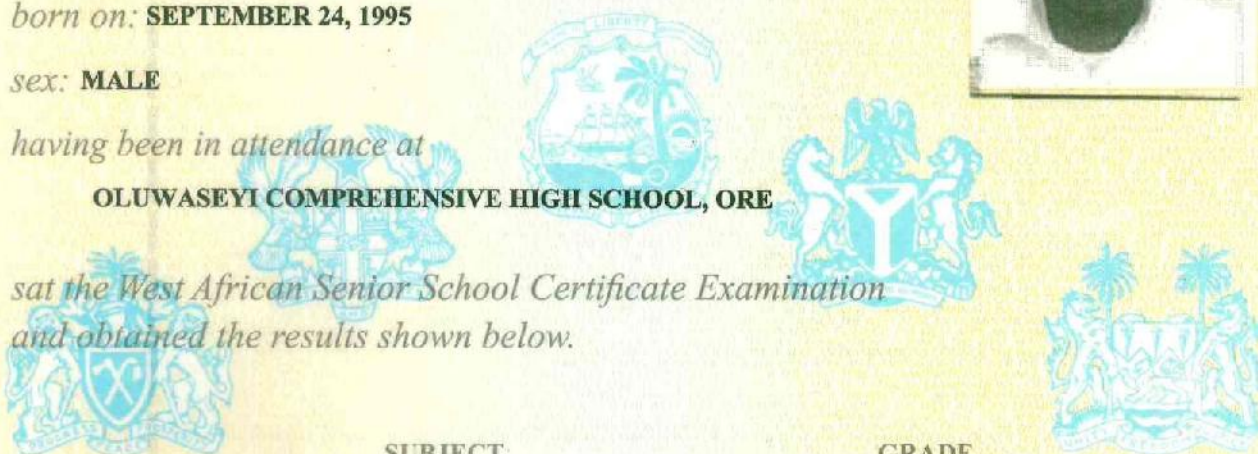 born on: SEPTEMBER 24, 1995
sex: MALE
having been in attendance at
OLUWASEYI COMPREHENSIVE HIGH SCHOOL, ORE
sat the West African Senior School Certificate Examination
and obtained the results shown below.
SUBJECT GRADE